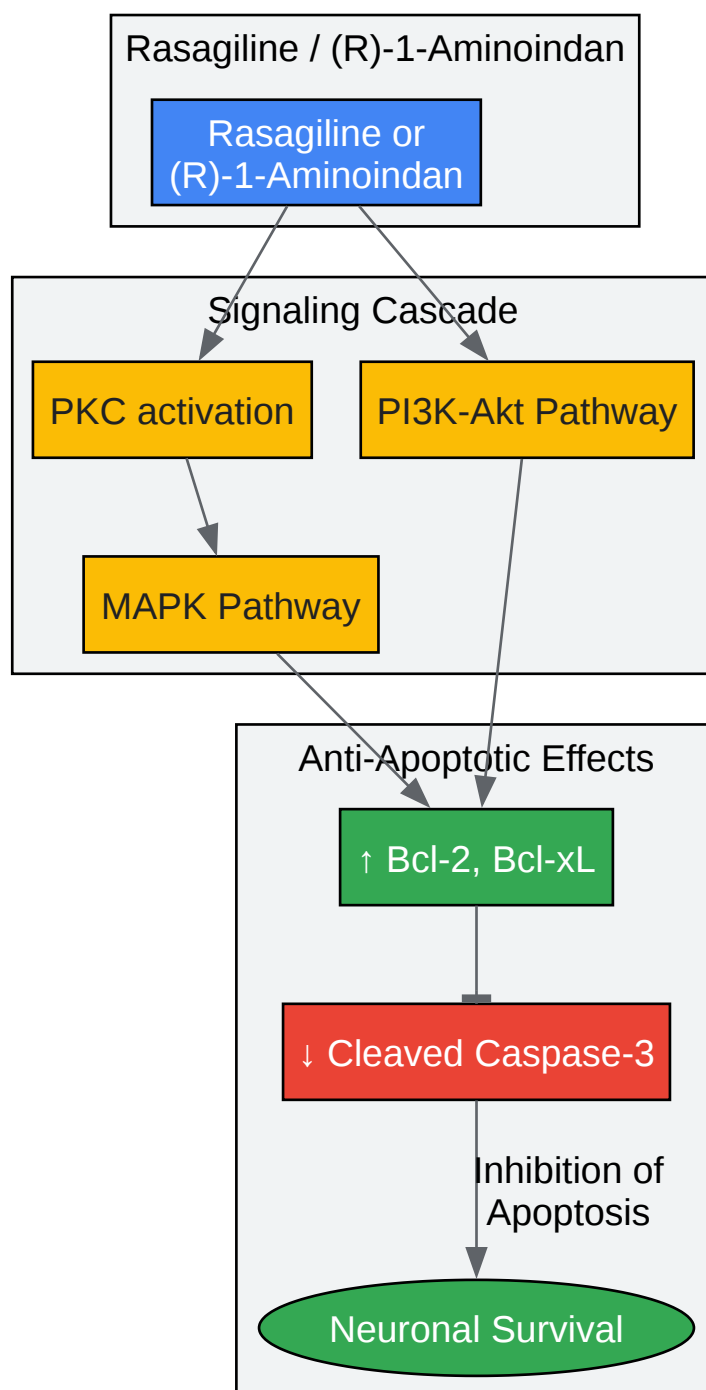 Rasagiline / (R)-1-Aminoindan
Rasagiline or
(R)-1-Aminoindan
Signaling Cascade
PKC activation
PI3K-Akt Pathway
MAPK Pathway
Anti-Apoptotic Effects
↑ Bcl-2, Bcl-xL
↓ Cleaved Caspase-3
Inhibition of
Apoptosis
Neuronal Survival